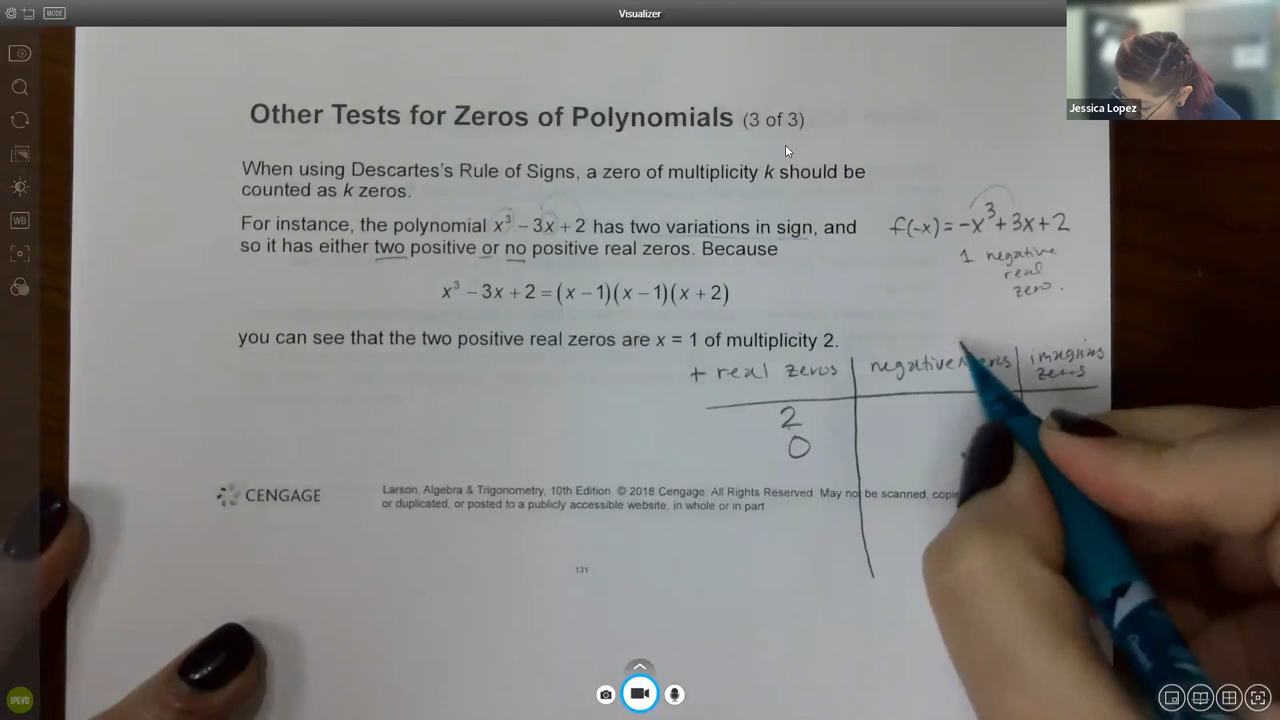 MODE
Visualizer
Jessica Lopez
WB
Other Tests for Zeros of Polynomials (3 of 3)
When using Descartes's Rule of Signs, a zero of multiplicity k should be
counted as k zeros.
For instance, the polynomial x³ − 3x + 2 has two variations in sign, and
so it has either two positive or no positive real zeros. Because
x³ − 3x + 2 = (x − 1)(x − 1)(x + 2)
you can see that the two positive real zeros are x = 1 of multiplicity 2.
f(-x) = -x³+3x+2
1 negative
real
zero.
+ real zeros
negative
zeros
2
0
CENGAGE
Larson, Algebra & Trigonometry, 10th Edition. © 2018 Cengage. All Rights Reserved. May not be scanned,
or duplicated, or posted to a publicly accessible website, in whole or in part.
131
IPEVO